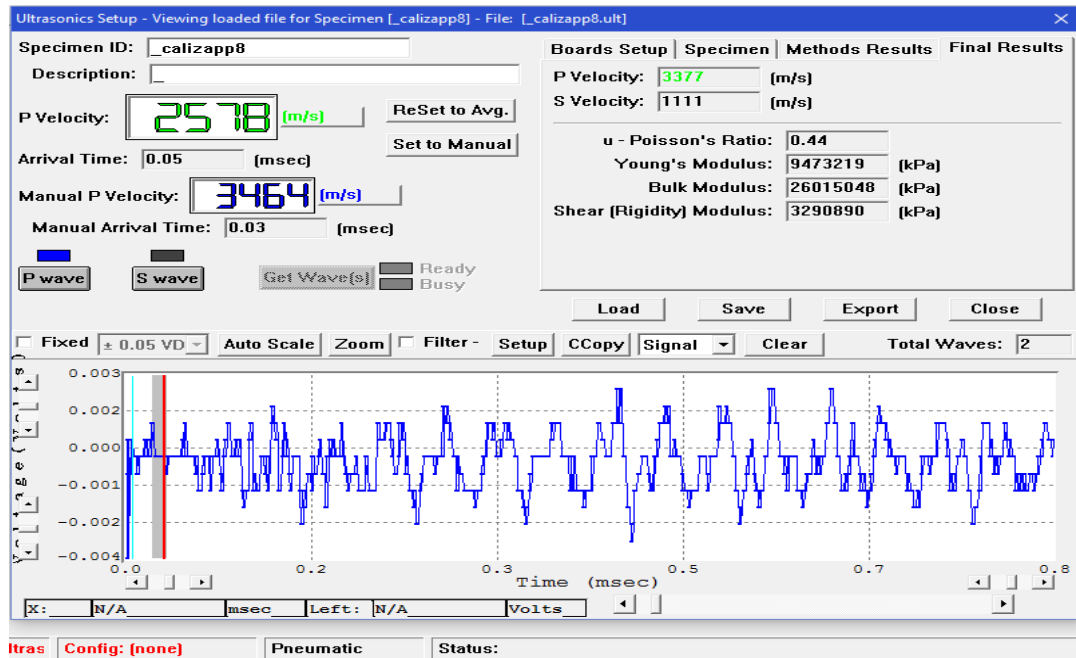 Ultrasonics Setup - Viewing loaded file for Specimen [_calizapp8] - File: [_calizapp8.ult]
Specimen ID: _calizapp8
Description: _
P Velocity: 2578 (m/s)
ReSet to Avg.
Set to Manual
Arrival Time: 0.05 (msec)
Manual P Velocity: 3464 (m/s)
Manual Arrival Time: 0.03 (msec)
P wave S wave Get Wave(s) Ready
Busy
Boards Setup Specimen Methods Results Final Results
P Velocity: 3377 (m/s)
S Velocity: 1111 (m/s)
u - Poisson's Ratio: 0.44
Young's Modulus: 9473219 (kPa)
Bulk Modulus: 26015048 (kPa)
Shear (Rigidity) Modulus: 3290890 (kPa)
Load Save Export Close
Fixed ± 0.05 VD Auto Scale Zoom Filter - Setup CCopy Signal Clear Total Waves: 2
0.003
0.002
0.000
-0.001
-0.002
-0.004
0.0 0.2 0.3 0.5 0.7 0.8
Time (msec)
X: N/A msec Left: N/A Volts
ltras Config: (none) Pneumatic Status: